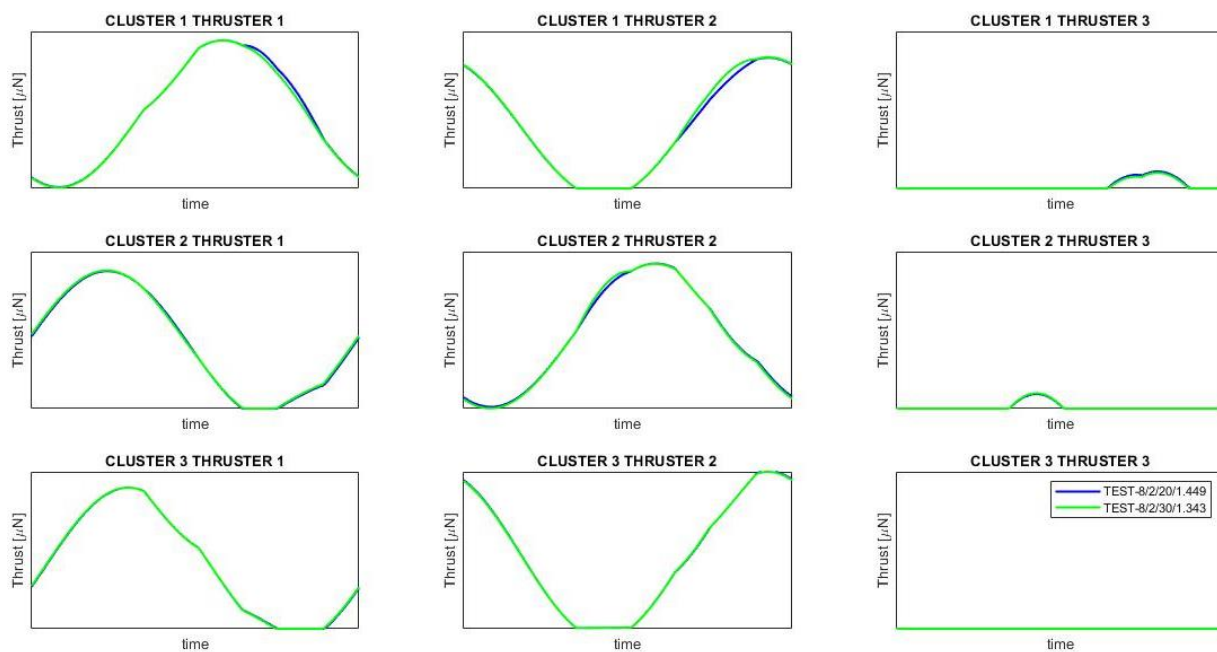 CLUSTER 1 THRUSTER 1
Thrust [μN]
time
CLUSTER 1 THRUSTER 2
Thrust [μN]
time
CLUSTER 1 THRUSTER 3
Thrust [μN]
time
CLUSTER 2 THRUSTER 1
Thrust [μN]
time
CLUSTER 2 THRUSTER 2
Thrust [μN]
time
CLUSTER 2 THRUSTER 3
Thrust [μN]
time
CLUSTER 3 THRUSTER 1
Thrust [μN]
time
CLUSTER 3 THRUSTER 2
Thrust [μN]
time
CLUSTER 3 THRUSTER 3
TEST-8/2/20/1.449
TEST-8/2/30/1.343
Thrust [μN]
time